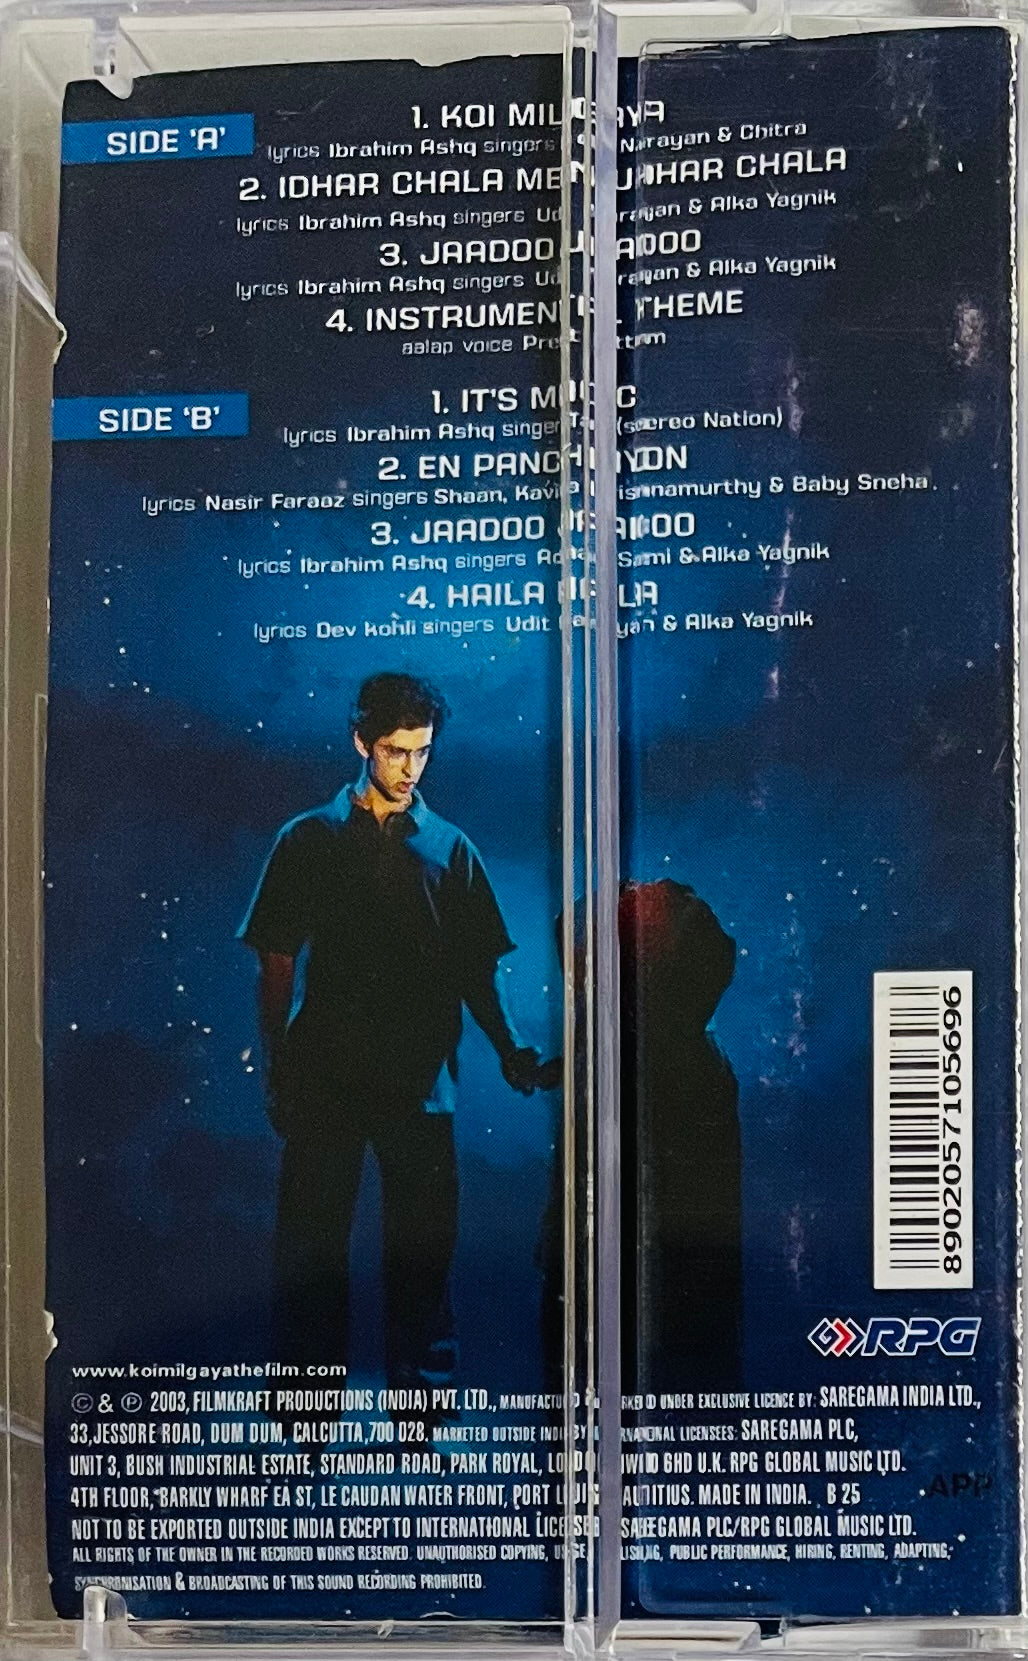 SIDE 'A'
1. KOI MIL GAYA
lyrics Ibrahim Ashq singers Narayan & Chitra
2. IDHAR CHALA MEIN UDHAR CHALA
lyrics Ibrahim Ashq singers Udit Narayan & Alka Yagnik
3. JAADOO JAADOO
lyrics Ibrahim Ashq singers Udit Narayan & Alka Yagnik
4. INSTRUMENTAL THEME
aalap voice Preeti Uttam
SIDE 'B'
1. IT'S MUSIC
lyrics Ibrahim Ashq singer Taz (stereo Nation)
2. EN PANCHHIYON
lyrics Nasir Faraaz singers Shaan, Kavita Krishnamurthy & Baby Sneha.
3. JAADOO JAADOO
lyrics Ibrahim Ashq singers Adnan Sami & Alka Yagnik
4. HAILA HAILA
lyrics Dev kohli singers Udit Narayan & Alka Yagnik
8902057105696
RPG
www.koimilgayathefilm.com
© & ℗ 2003, FILMKRAFT PRODUCTIONS (INDIA) PVT. LTD., MANUFACTURED & MARKETED UNDER EXCLUSIVE LICENCE BY: SAREGAMA INDIA LTD.,
33, JESSORE ROAD, DUM DUM, CALCUTTA, 700 028. MARKETED OUTSIDE INDIA BY INTERNATIONAL LICENSEES: SAREGAMA PLC,
UNIT 3, BUSH INDUSTRIAL ESTATE, STANDARD ROAD, PARK ROYAL, LONDON NW10 6HD U.K. RPG GLOBAL MUSIC LTD.
4TH FLOOR, BARKLY WHARF EA ST, LE CAUDAN WATER FRONT, PORT LOUIS MAURITIUS. MADE IN INDIA. B 25
APP
NOT TO BE EXPORTED OUTSIDE INDIA EXCEPT TO INTERNATIONAL LICENSEES SAREGAMA PLC/RPG GLOBAL MUSIC LTD.
ALL RIGHTS OF THE OWNER IN THE RECORDED WORKS RESERVED. UNAUTHORISED COPYING, PUBLIC PERFORMANCE, HIRING, RENTING, ADAPTING,
SYNCHRONISATION & BROADCASTING OF THIS SOUND RECORDING PROHIBITED.